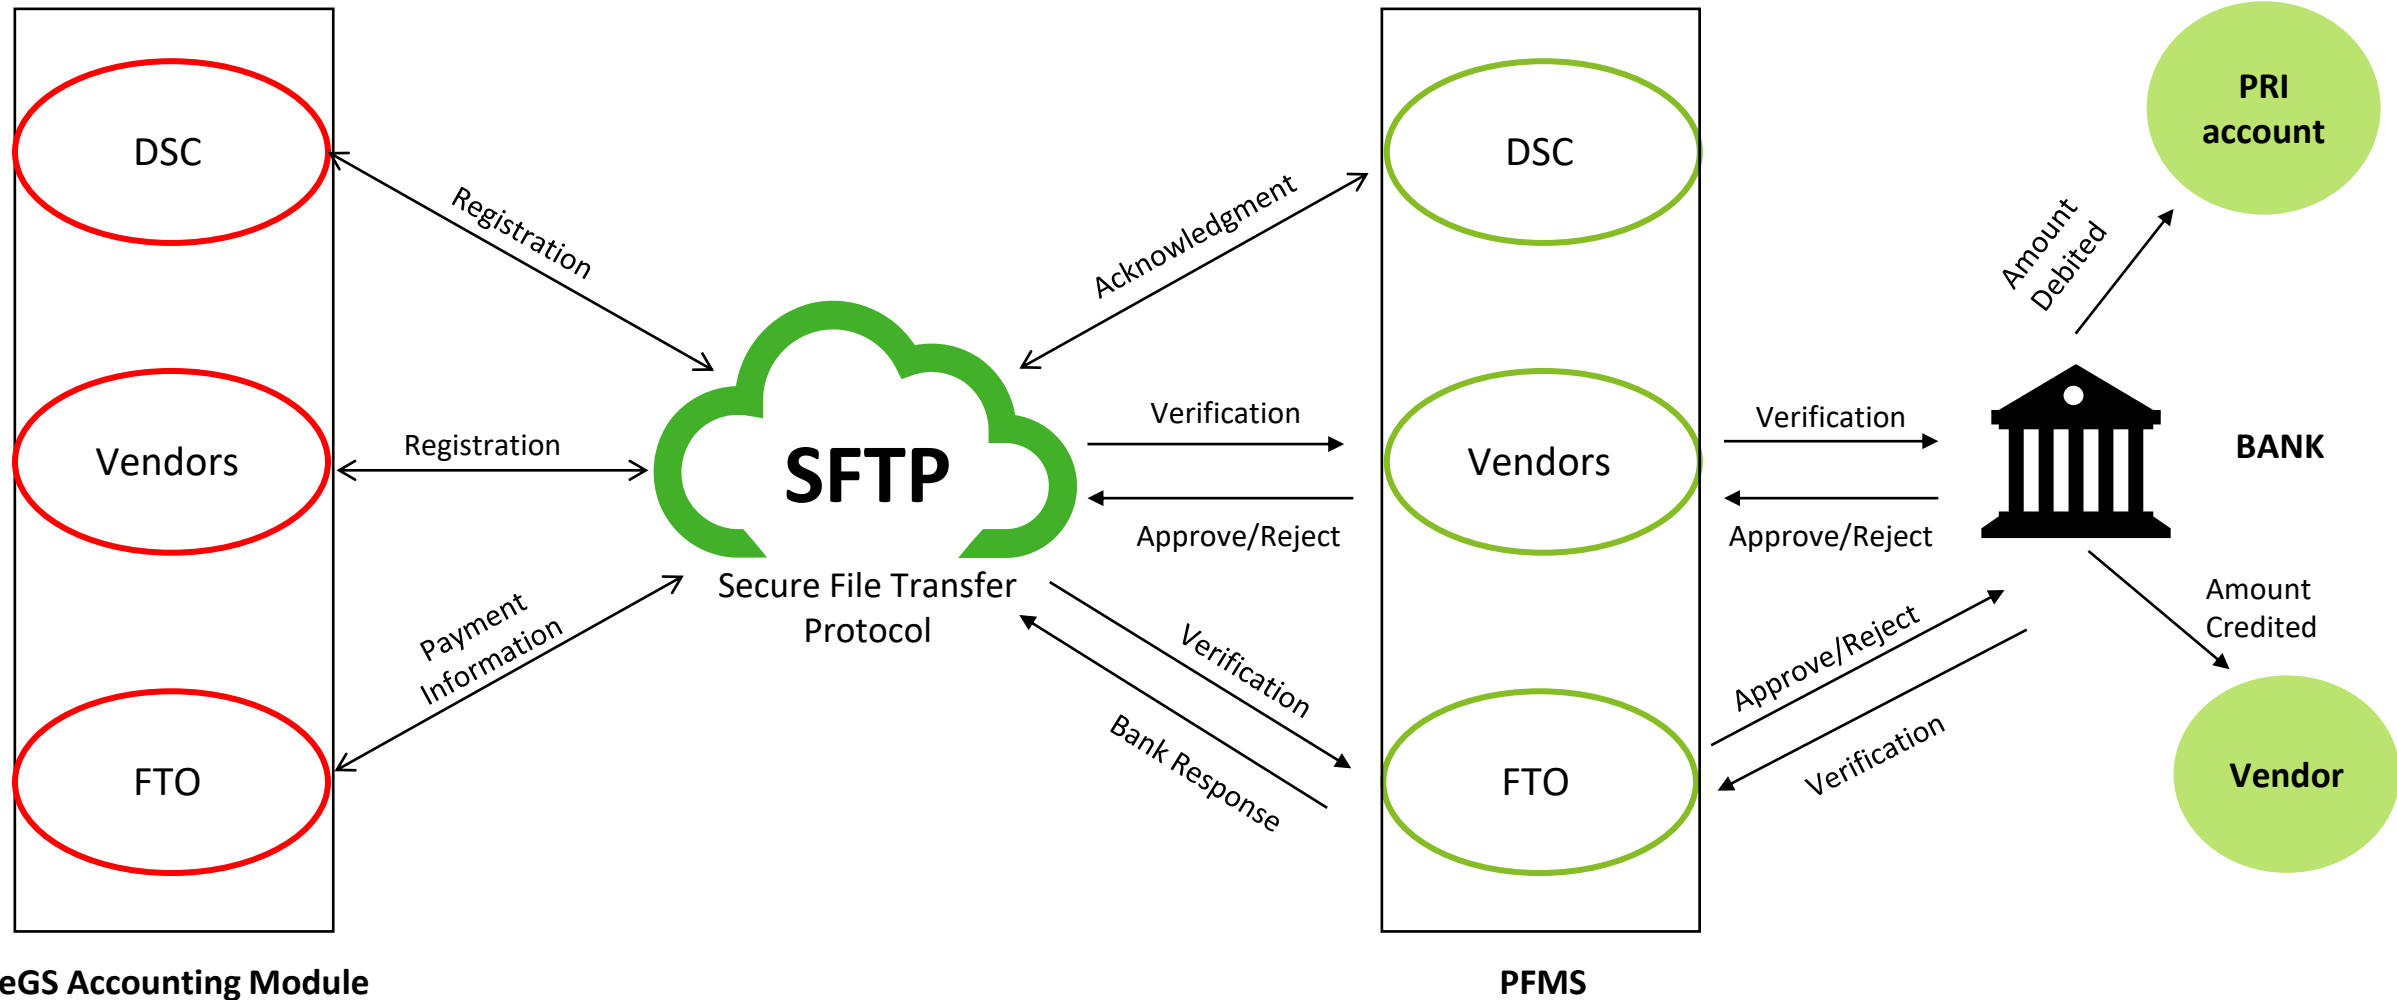 DSC
Vendors
FTO
eGS Accounting Module
Registration
Registration
Payment
Information
SFTP
Secure File Transfer
Protocol
Acknowledgment
Verification
Approve/Reject
Verification
Bank Response
DSC
Vendors
FTO
PFMS
Verification
Approve/Reject
Approve/Reject
Verification
Amount
Debited
PRI
account
BANK
Amount
Credited
Vendor